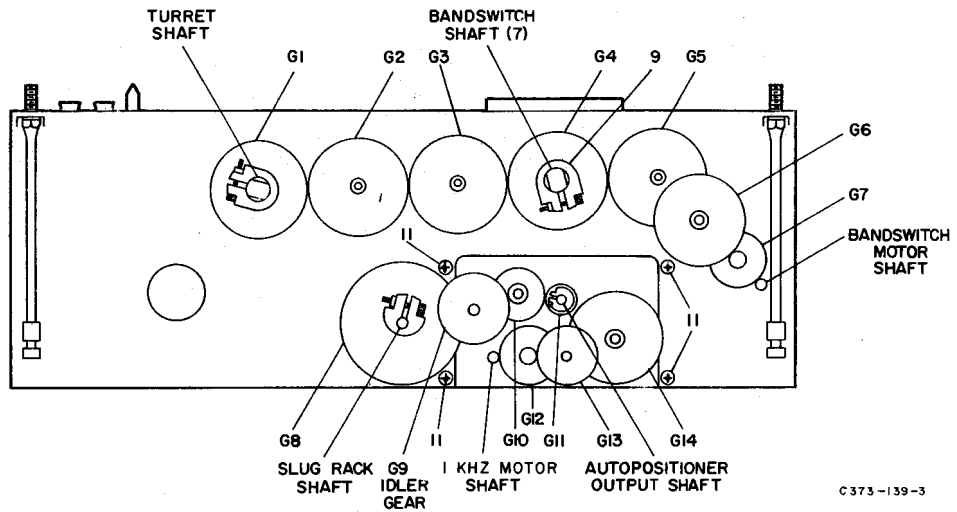 TURRET
SHAFT
BANDSWITCH
SHAFT (7)
G1
G2
G3
G4
9
G5
G6
G7
BANDSWITCH
MOTOR
SHAFT
11
11
G12
G8
11
G10
G11
G13
G14
SLUG RACK
SHAFT
G9
IDLER
GEAR
1 KHZ MOTOR
SHAFT
AUTOPOSITIONER
OUTPUT SHAFT
C373-139-3